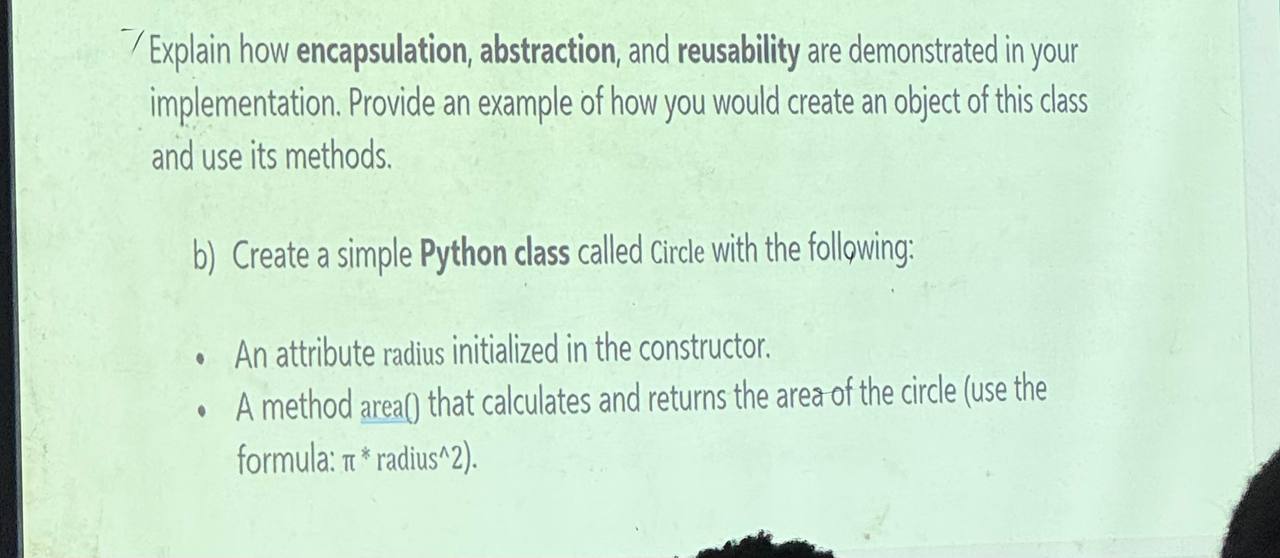 Explain how encapsulation, abstraction, and reusability are demonstrated in your
implementation. Provide an example of how you would create an object of this class
and use its methods.
b) Create a simple Python class called Circle with the following:
• An attribute radius initialized in the constructor.
• A method area() that calculates and returns the area of the circle (use the
formula: π * radius^2).